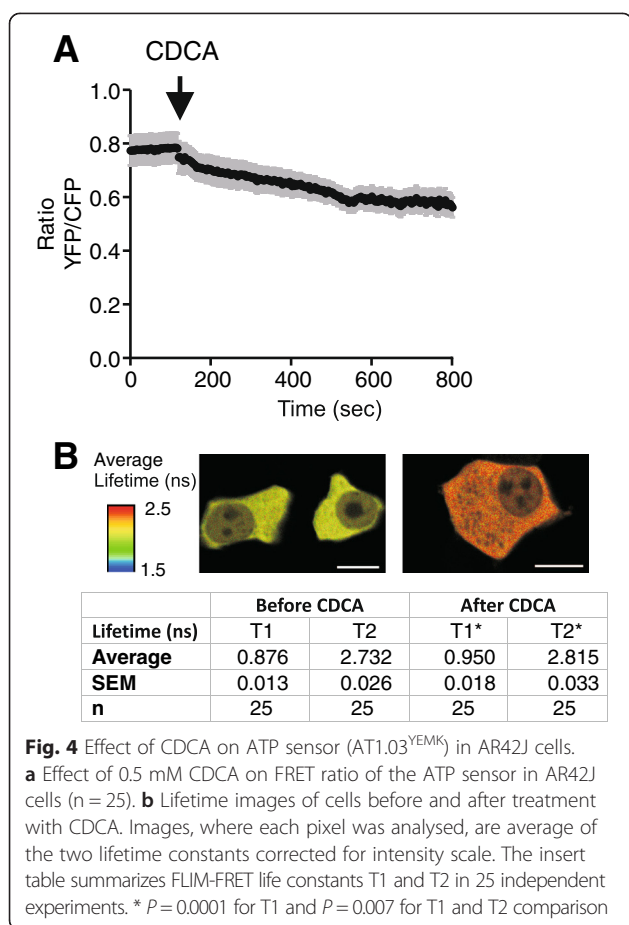 A
CDCA
1.0
0.8
0.6
0.4
0.2
0.0
Ratio
YFP/CFP
0 200 400 600 800
Time (sec)
B
Average
Lifetime (ns)
2.5
1.5
Before CDCA After CDCA
Lifetime (ns) T1 T2 T1* T2*
Average 0.876 2.732 0.950 2.815
SEM 0.013 0.026 0.018 0.033
n 25 25 25 25
Fig. 4 Effect of CDCA on ATP sensor (AT1.03YEMK) in AR42J cells.
a Effect of 0.5 mM CDCA on FRET ratio of the ATP sensor in AR42J
cells (n = 25). b Lifetime images of cells before and after treatment
with CDCA. Images, where each pixel was analysed, are average of
the two lifetime constants corrected for intensity scale. The insert
table summarizes FLIM-FRET life constants T1 and T2 in 25 independent
experiments. * P = 0.0001 for T1 and P = 0.007 for T1 and T2 comparison